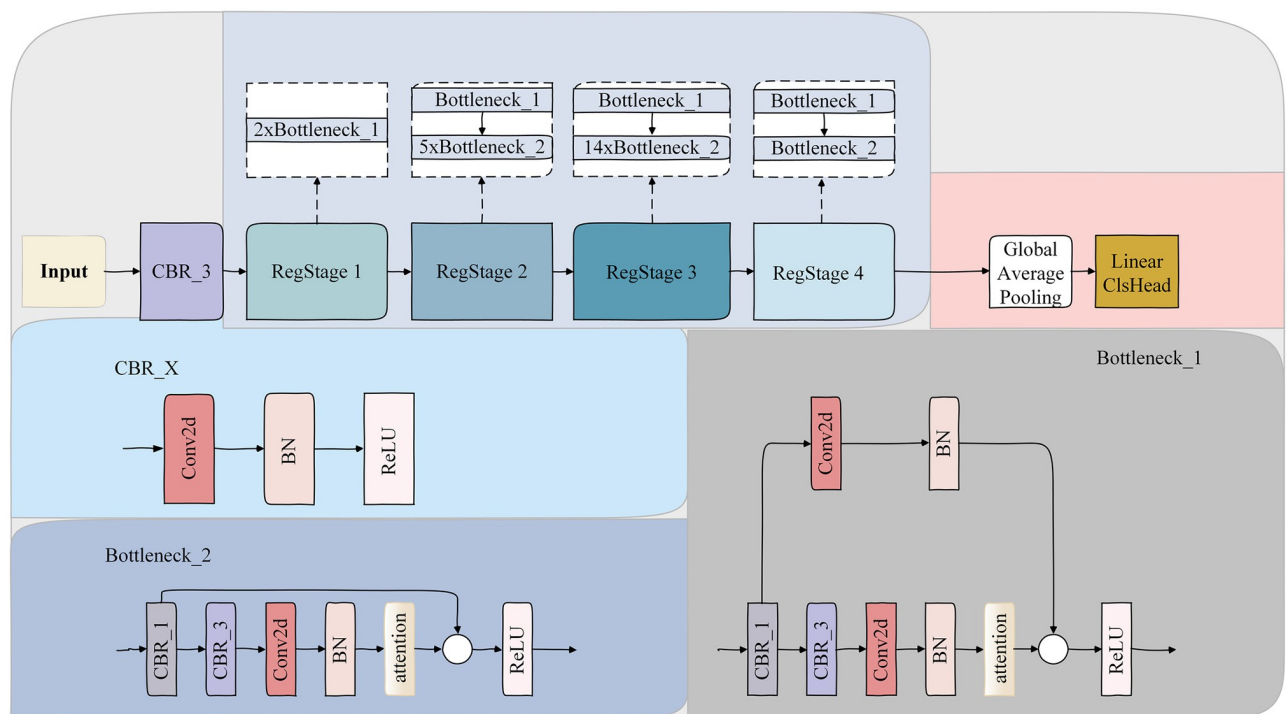 2xBottleneck_1
Bottleneck_1
5xBottleneck_2
Bottleneck_1
14xBottleneck_2
Bottleneck_1
Bottleneck_2
Input
CBR_3
RegStage 1
RegStage 2
RegStage 3
RegStage 4
Global
Average
Pooling
Linear
ClsHead
CBR_X
Conv2d
BN
ReLU
Bottleneck_1
Conv2d
BN
CBR_1
CBR_3
Conv2d
BN
attention
ReLU
Bottleneck_2
CBR_1
CBR_3
Conv2d
BN
attention
ReLU